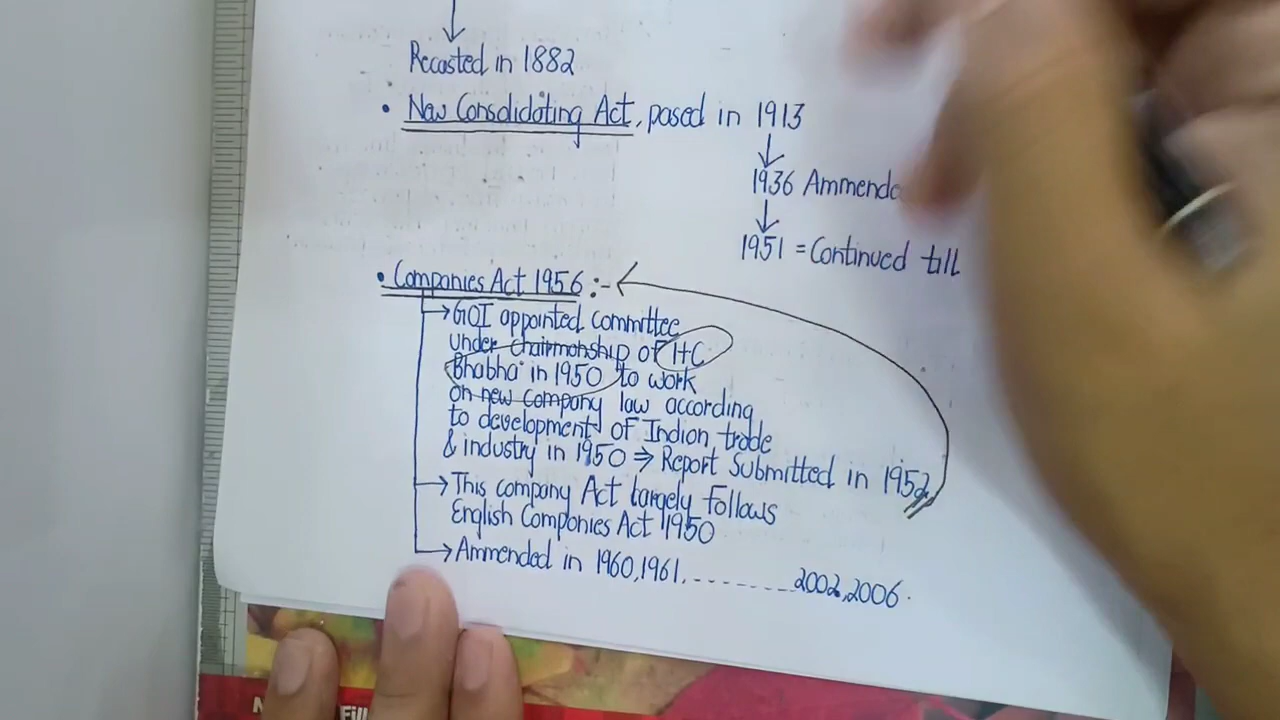 Recasted in 1882
• New Consolidating Act, passed in 1913
1936 Ammende
1951 = Continued till
• Companies Act 1956 :-
→ GOI appointed committee
under chairmanship of HC
Bhabha in 1950 to work
on new company law according
to development of Indian trade
& industry in 1950 ⇒ Report Submitted in 1952
→ This company Act largely follows
English Companies Act 1950
→ Ammended in 1960, 1961, --------- 2002, 2006.